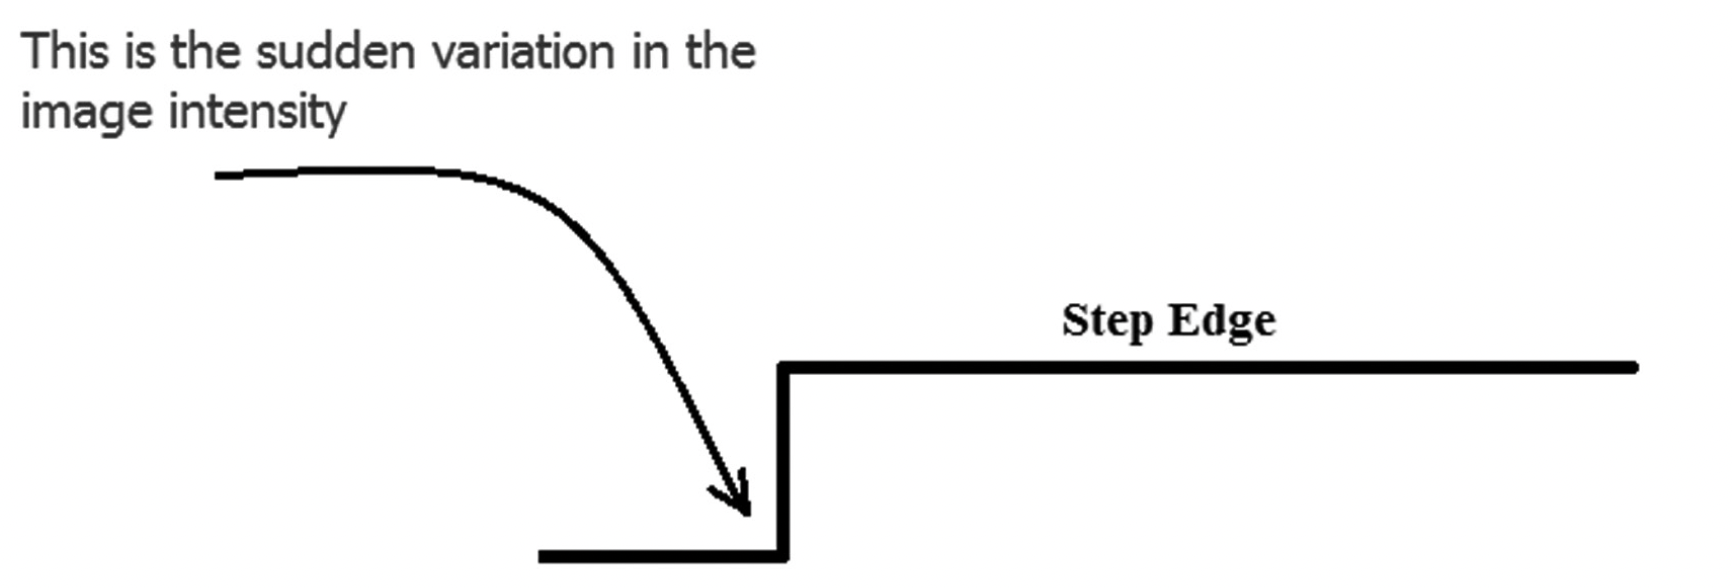 This is the sudden variation in the
image intensity
Step Edge